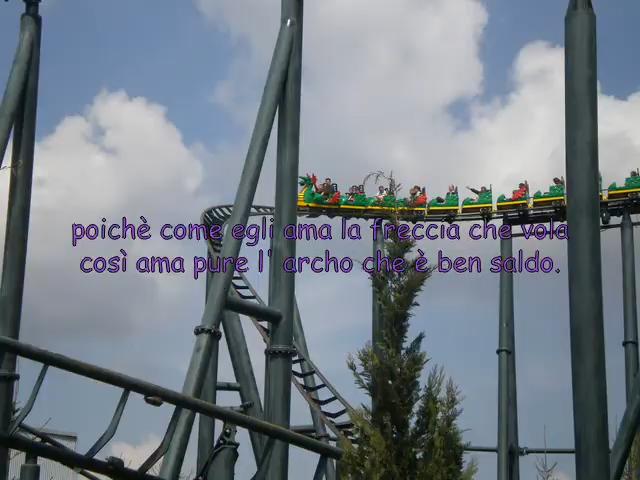 poichè come egli ama la freccia che vola
così ama pure l' archo che è ben saldo.